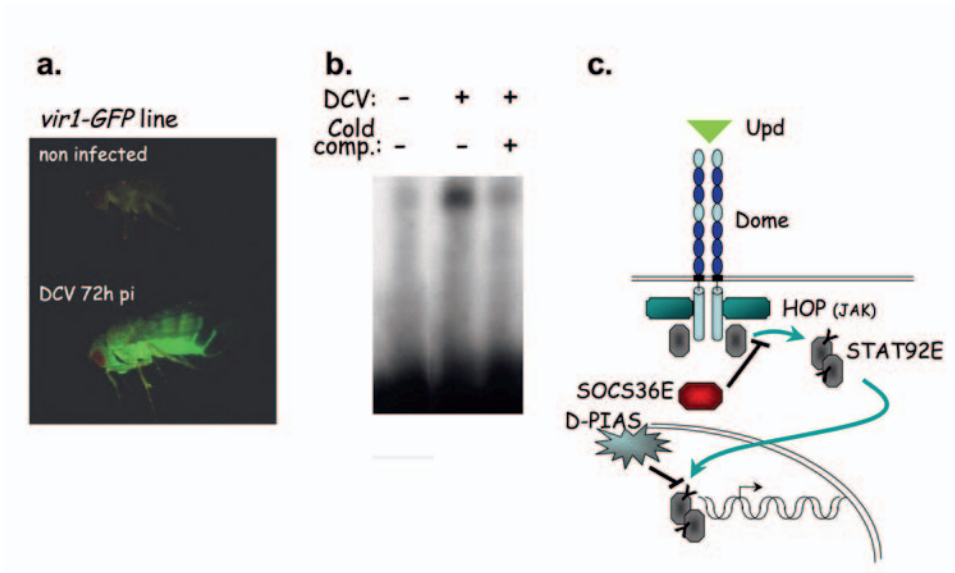 a.
vir1-GFP line
non infected
DCV 72h pi
b.
DCV: - + +
Cold
comp.: - - +
c.
Upd
Dome
HOP (JAK)
STAT92E
SOCS36E
D-PIAS